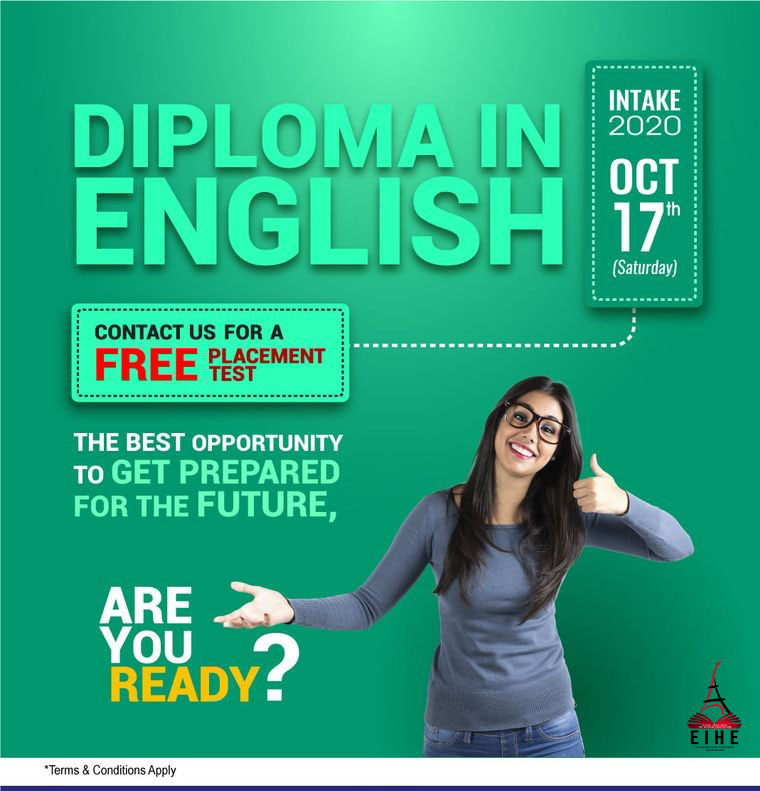 DIPLOMA IN
ENGLISH
INTAKE
2020
OCT
17th
(Saturday)
CONTACT US FOR A
FREE PLACEMENT
TEST
THE BEST OPPORTUNITY
TO GET PREPARED
FOR THE FUTURE,
ARE
YOU
READY?
EIHE
*Terms & Conditions Apply